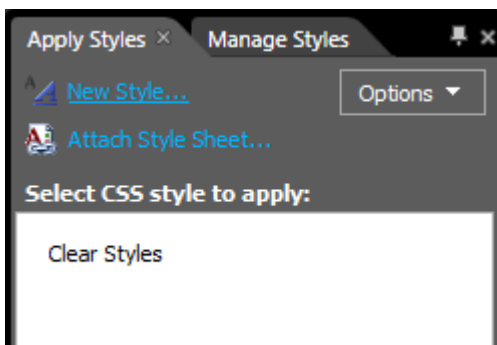 Apply Styles × Manage Styles ×
New Style... Options
Attach Style Sheet...
Select CSS style to apply:
Clear Styles